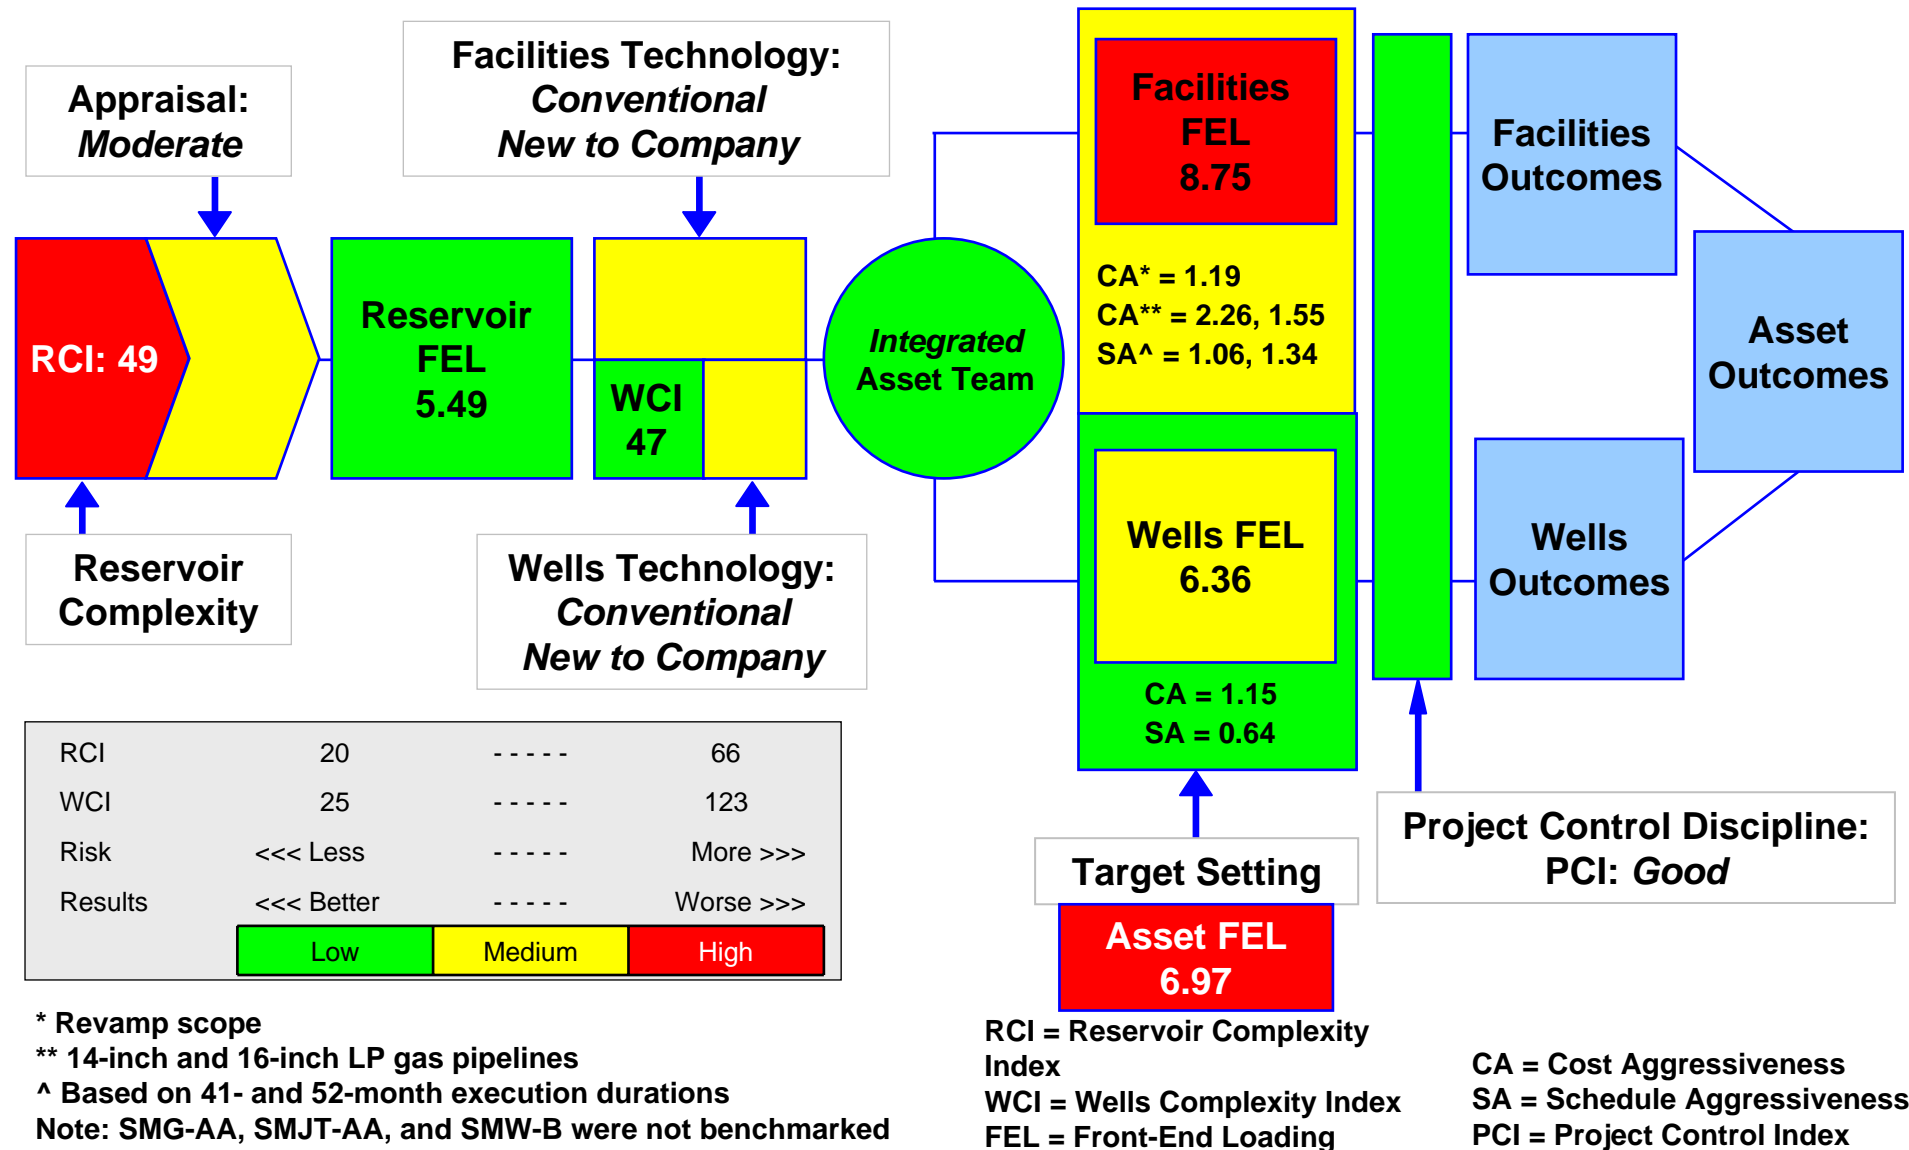 Appraisal:
Moderate
Facilities Technology:
Conventional
New to Company
RCI: 49
Reservoir
FEL
5.49
WCI
47
Integrated
Asset Team
Facilities
FEL
8.75
CA* = 1.19
CA** = 2.26, 1.55
SA^ = 1.06, 1.34
Wells FEL
6.36
CA = 1.15
SA = 0.64
Facilities
Outcomes
Asset
Outcomes
Wells
Outcomes
Reservoir
Complexity
Wells Technology:
Conventional
New to Company
Target Setting
Asset FEL
6.97
Project Control Discipline:
PCI: Good
RCI 20 - - - - - 66
WCI 25 - - - - - 123
Risk <<< Less - - - - - More >>>
Results <<< Better - - - - - Worse >>>
Low Medium High
* Revamp scope
** 14-inch and 16-inch LP gas pipelines
^ Based on 41- and 52-month execution durations
Note: SMG-AA, SMJT-AA, and SMW-B were not benchmarked
RCI = Reservoir Complexity
Index
WCI = Wells Complexity Index
FEL = Front-End Loading
CA = Cost Aggressiveness
SA = Schedule Aggressiveness
PCI = Project Control Index